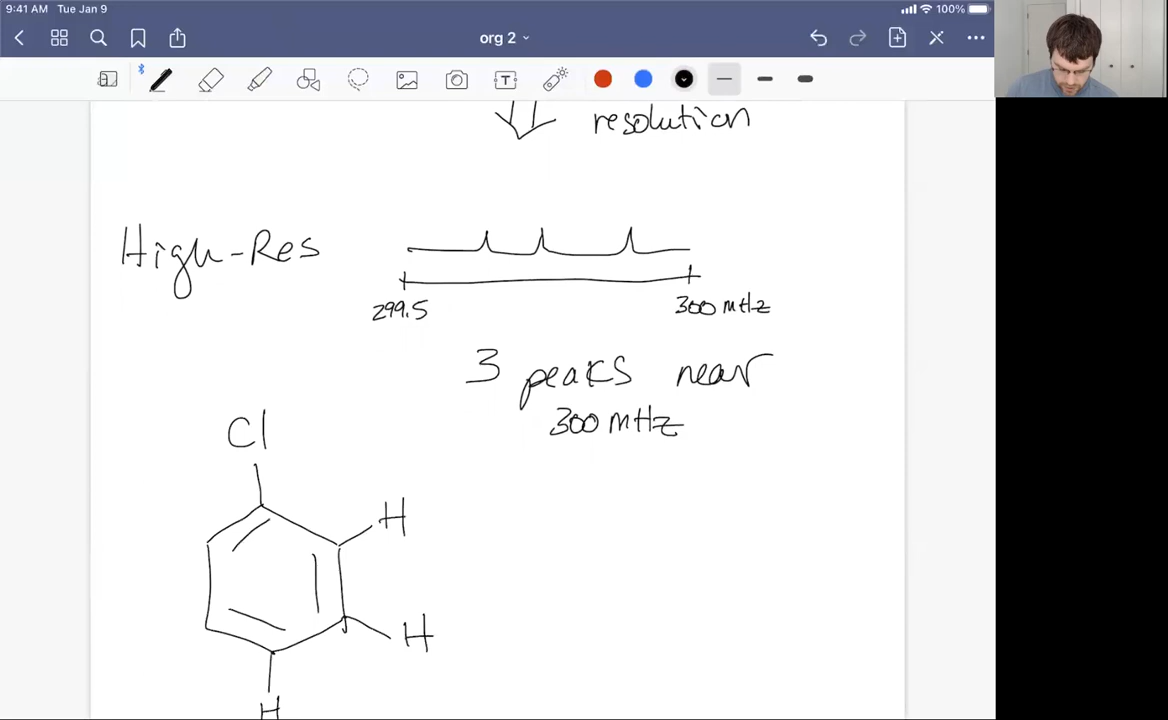 9:41 AM Tue Jan 9
100%
org 2
T
resolution
High-Res
299.5
300 mHz
3 peaks near
300 mHz
Cl
H
H
H